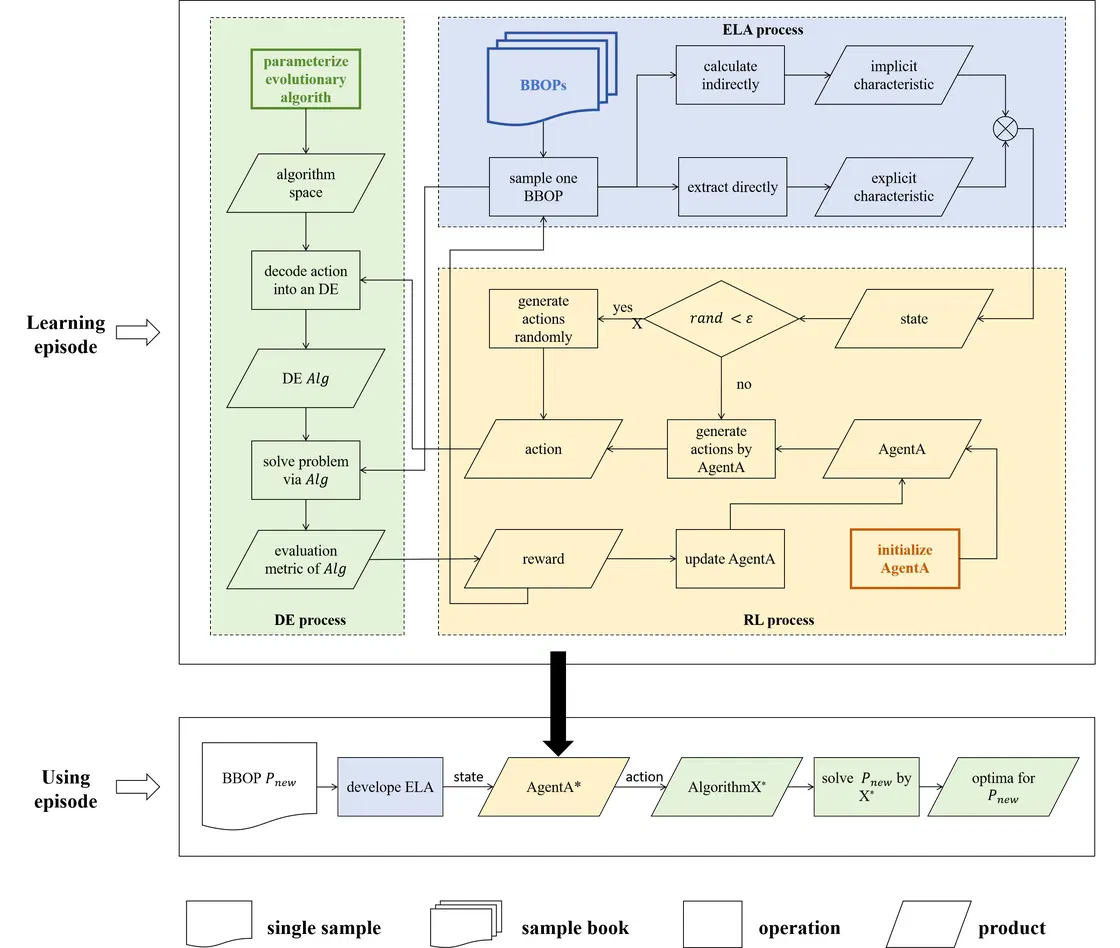 ELA process
parameterize
evolutionary
algorith
BBOPs
calculate
indirectly
implicit
characteristic
algorithm
space
sample one
BBOP
extract directly
explicit
characteristic
decode action
into an DE
generate
actions
randomly
yes
X
rand < ε
state
Learning
episode
no
DE Alg
action
generate
actions by
AgentA
AgentA
solve problem
via Alg
evaluation
metric of Alg
reward
update AgentA
initialize
AgentA
DE process
RL process
Using
episode
BBOP Pnew
develope ELA
state
AgentA*
action
AlgorithmX*
solve Pnew by
X*
optima for
Pnew
single sample
sample book
operation
product